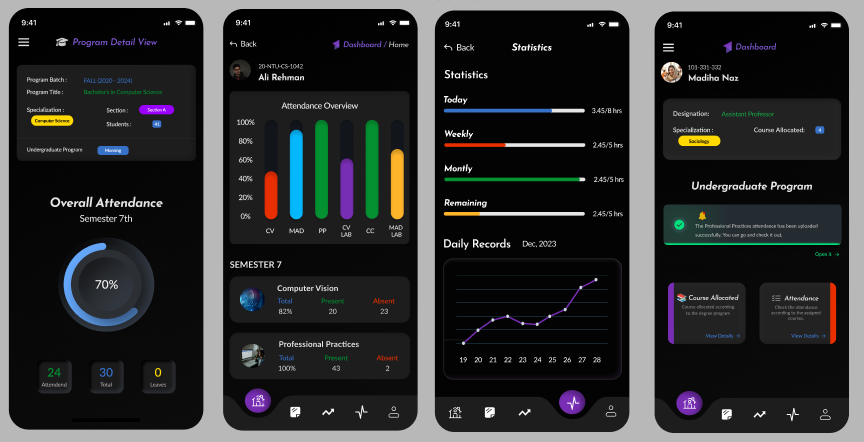 9:41
Program Detail View
Program Batch :
FALL (2020 - 2024)
Program Title :
Bachelor's in Computer Science
Specialization :
Computer Science
Section :
Section A
Students :
41
Undergraduate Program
Morning
Overall Attendance
Semester 7th
70%
24
Attendend
30
Total
0
Leaves
9:41
Back
Dashboard / Home
20-NTU-CS-1042
Ali Rehman
Attendance Overview
100%
80%
60%
40%
20%
0%
CV
MAD
PP
CV LAB
CC
MAD LAB
SEMESTER 7
Computer Vision
Total
Present
Absent
82%
20
23
Professional Practices
Total
Present
Absent
100%
43
2
9:41
Back
Statistics
Statistics
Today
3.45/8 hrs
Weekly
2.45/5 hrs
Montly
2.45/5 hrs
Remaining
2.45/5 hrs
Daily Records
Dec, 2023
19 20 21 22 23 24 25 26 27 28
9:41
Dashboard
101-331-332
Madiha Naz
Designation:
Assistant Professor
Specialization :
Sociology
Course Allocated:
4
Undergraduate Program
The Professional Practices attendance has been uploaded
successfully. You can go and check it out.
Open it →
Course Allocated
Course allocated according
to the degree program
View Details →
Attendance
Check the attendance
according to the assigned
course.
View Details →